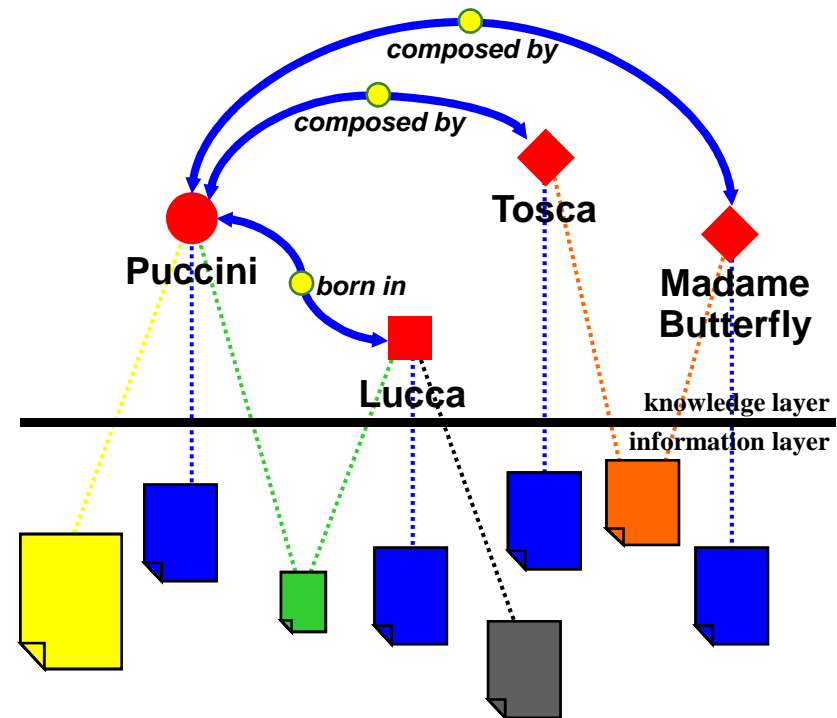 composed by
composed by
Tosca
Puccini
born in
Madame
Butterfly
Lucca
knowledge layer
information layer